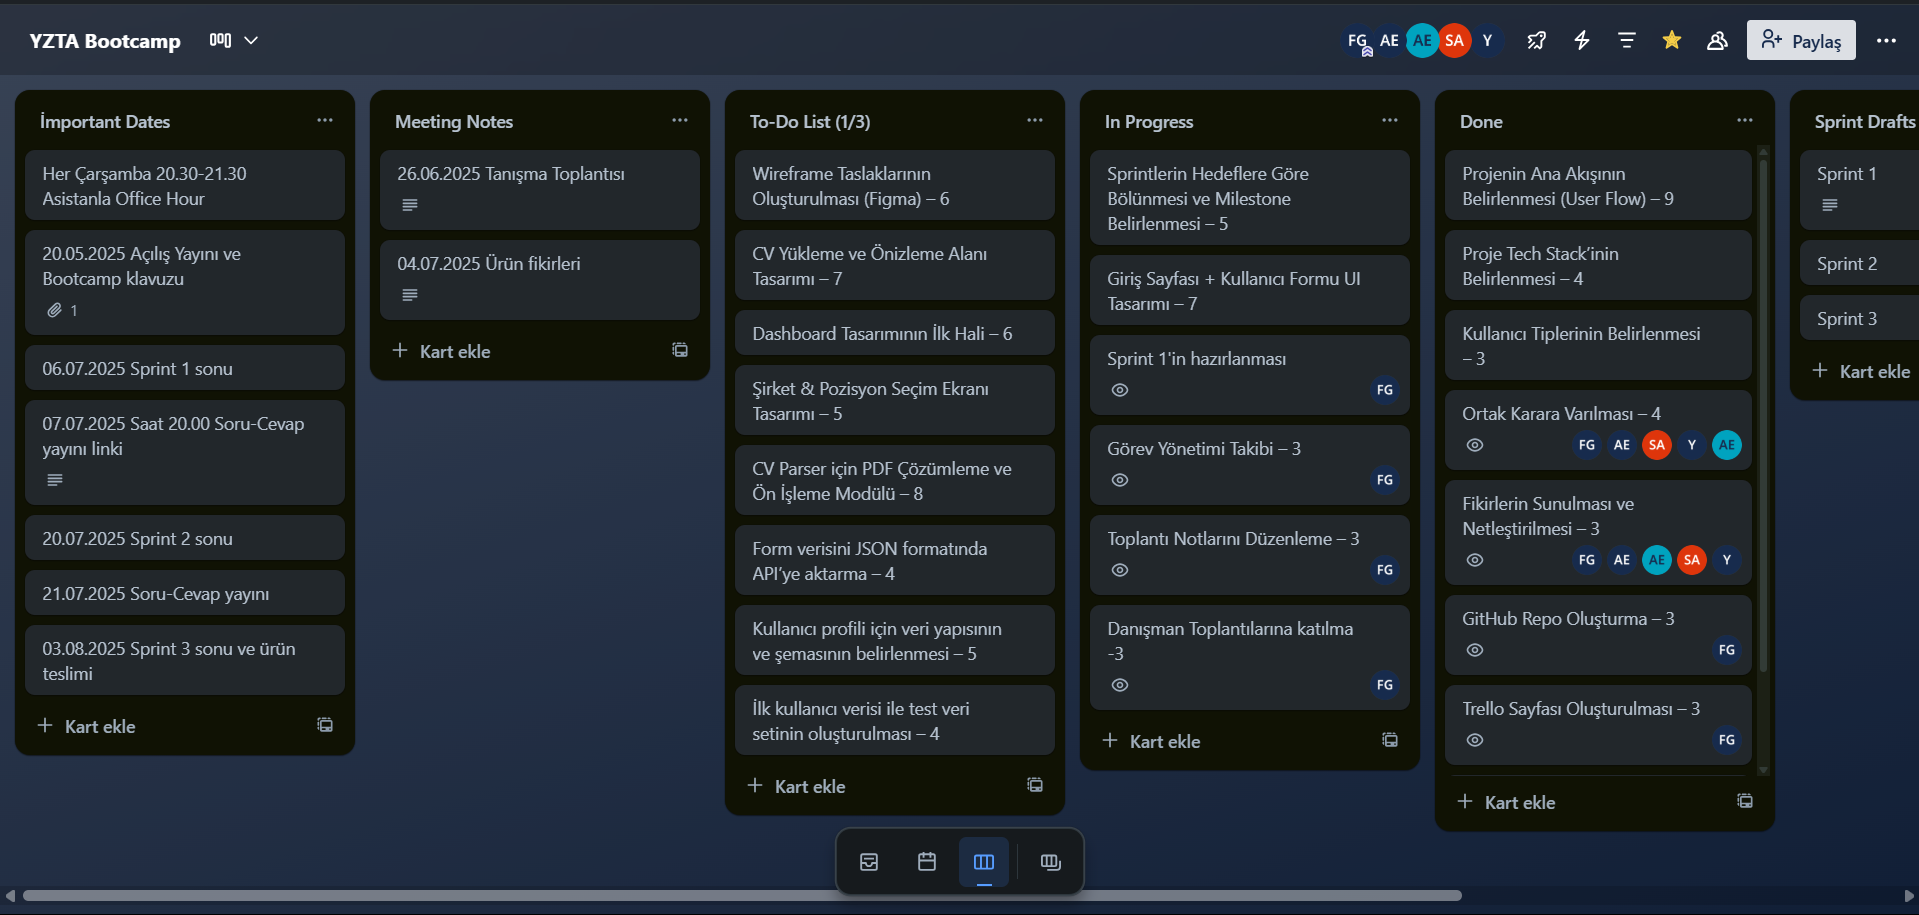 YZTA Bootcamp
FG
AE
AE
SA
Y
Paylaş
İmportant Dates
Her Çarşamba 20.30-21.30
Asistanla Office Hour
20.05.2025 Açılış Yayını ve
Bootcamp klavuzu
1
06.07.2025 Sprint 1 sonu
07.07.2025 Saat 20.00 Soru-Cevap
yayını linki
20.07.2025 Sprint 2 sonu
21.07.2025 Soru-Cevap yayını
03.08.2025 Sprint 3 sonu ve ürün
teslimi
Kart ekle
Meeting Notes
26.06.2025 Tanışma Toplantısı
04.07.2025 Ürün fikirleri
Kart ekle
To-Do List (1/3)
Wireframe Taslaklarının
Oluşturulması (Figma) – 6
CV Yükleme ve Önizleme Alanı
Tasarımı – 7
Dashboard Tasarımının İlk Hali – 6
Şirket & Pozisyon Seçim Ekranı
Tasarımı – 5
CV Parser için PDF Çözümleme ve
Ön İşleme Modülü – 8
Form verisini JSON formatında
API’ye aktarma – 4
Kullanıcı profili için veri yapısının
ve şemasının belirlenmesi – 5
İlk kullanıcı verisi ile test veri
setinin oluşturulması – 4
Kart ekle
In Progress
Sprintlerin Hedeflere Göre
Bölünmesi ve Milestone
Belirlenmesi – 5
Giriş Sayfası + Kullanıcı Formu UI
Tasarımı – 7
Sprint 1'in hazırlanması
FG
Görev Yönetimi Takibi – 3
FG
Toplantı Notlarını Düzenleme – 3
FG
Danışman Toplantılarına katılma
-3
FG
Kart ekle
Done
Projenin Ana Akışının
Belirlenmesi (User Flow) – 9
Proje Tech Stack’inin
Belirlenmesi – 4
Kullanıcı Tiplerinin Belirlenmesi
– 3
Ortak Karara Varılması – 4
FG AE SA Y AE
Fikirlerin Sunulması ve
Netleştirilmesi – 3
FG AE AE SA Y
GitHub Repo Oluşturma – 3
FG
Trello Sayfası Oluşturulması – 3
FG
Kart ekle
Sprint Drafts
Sprint 1
Sprint 2
Sprint 3
Kart ekle